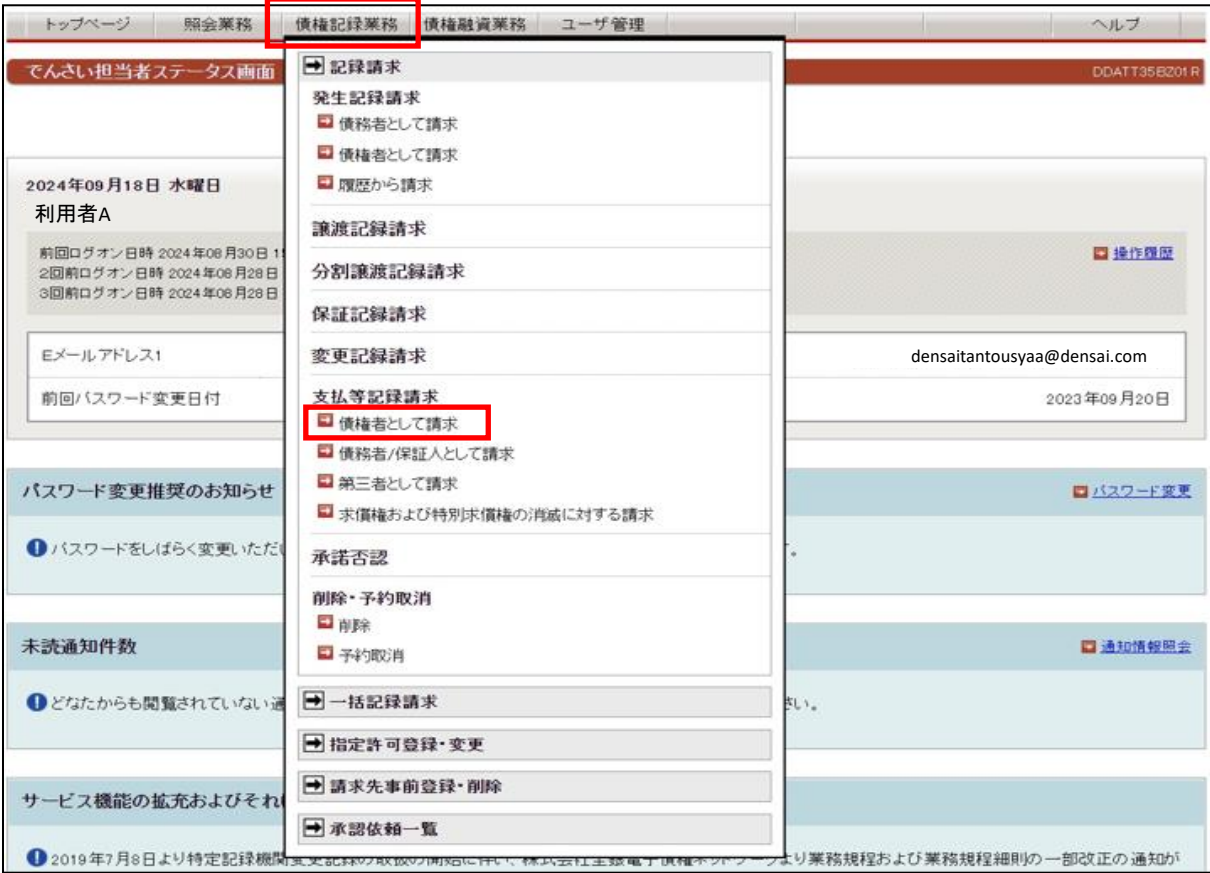 トップページ 照会業務 債権記録業務 債権融資業務 ユーザ管理 ヘルプ
でんさい担当者ステータス画面 DDATT35BZ01R
2024年09月18日 水曜日
利用者A
前回ログオン日時 2024年08月30日 1
2回前ログオン日時 2024年08月28日
3回前ログオン日時 2024年08月28日
操作履歴
Eメールアドレス1 densaitantousyaa@densai.com
前回パスワード変更日付 2023年09月20日
パスワード変更推奨のお知らせ パスワード変更
パスワードをしばらく変更いただ す。
未読通知件数 通知情報照会
どなたからも閲覧されていない通 さい。
サービス機能の拡充およびそれ
2019年7月8日より特定記録機関変更記録の取扱の開始に伴い、株式会社全銀電子債権ネットワークより業務規程および業務規程細則の一部改正の通知が
記録請求
発生記録請求
債務者として請求
債権者として請求
履歴から請求
譲渡記録請求
分割譲渡記録請求
保証記録請求
変更記録請求
支払等記録請求
債権者として請求
債務者/保証人として請求
第三者として請求
求償権および特別求償権の消滅に対する請求
承諾否認
削除・予約取消
削除
予約取消
一括記録請求
指定許可登録・変更
請求先事前登録・削除
承認依頼一覧